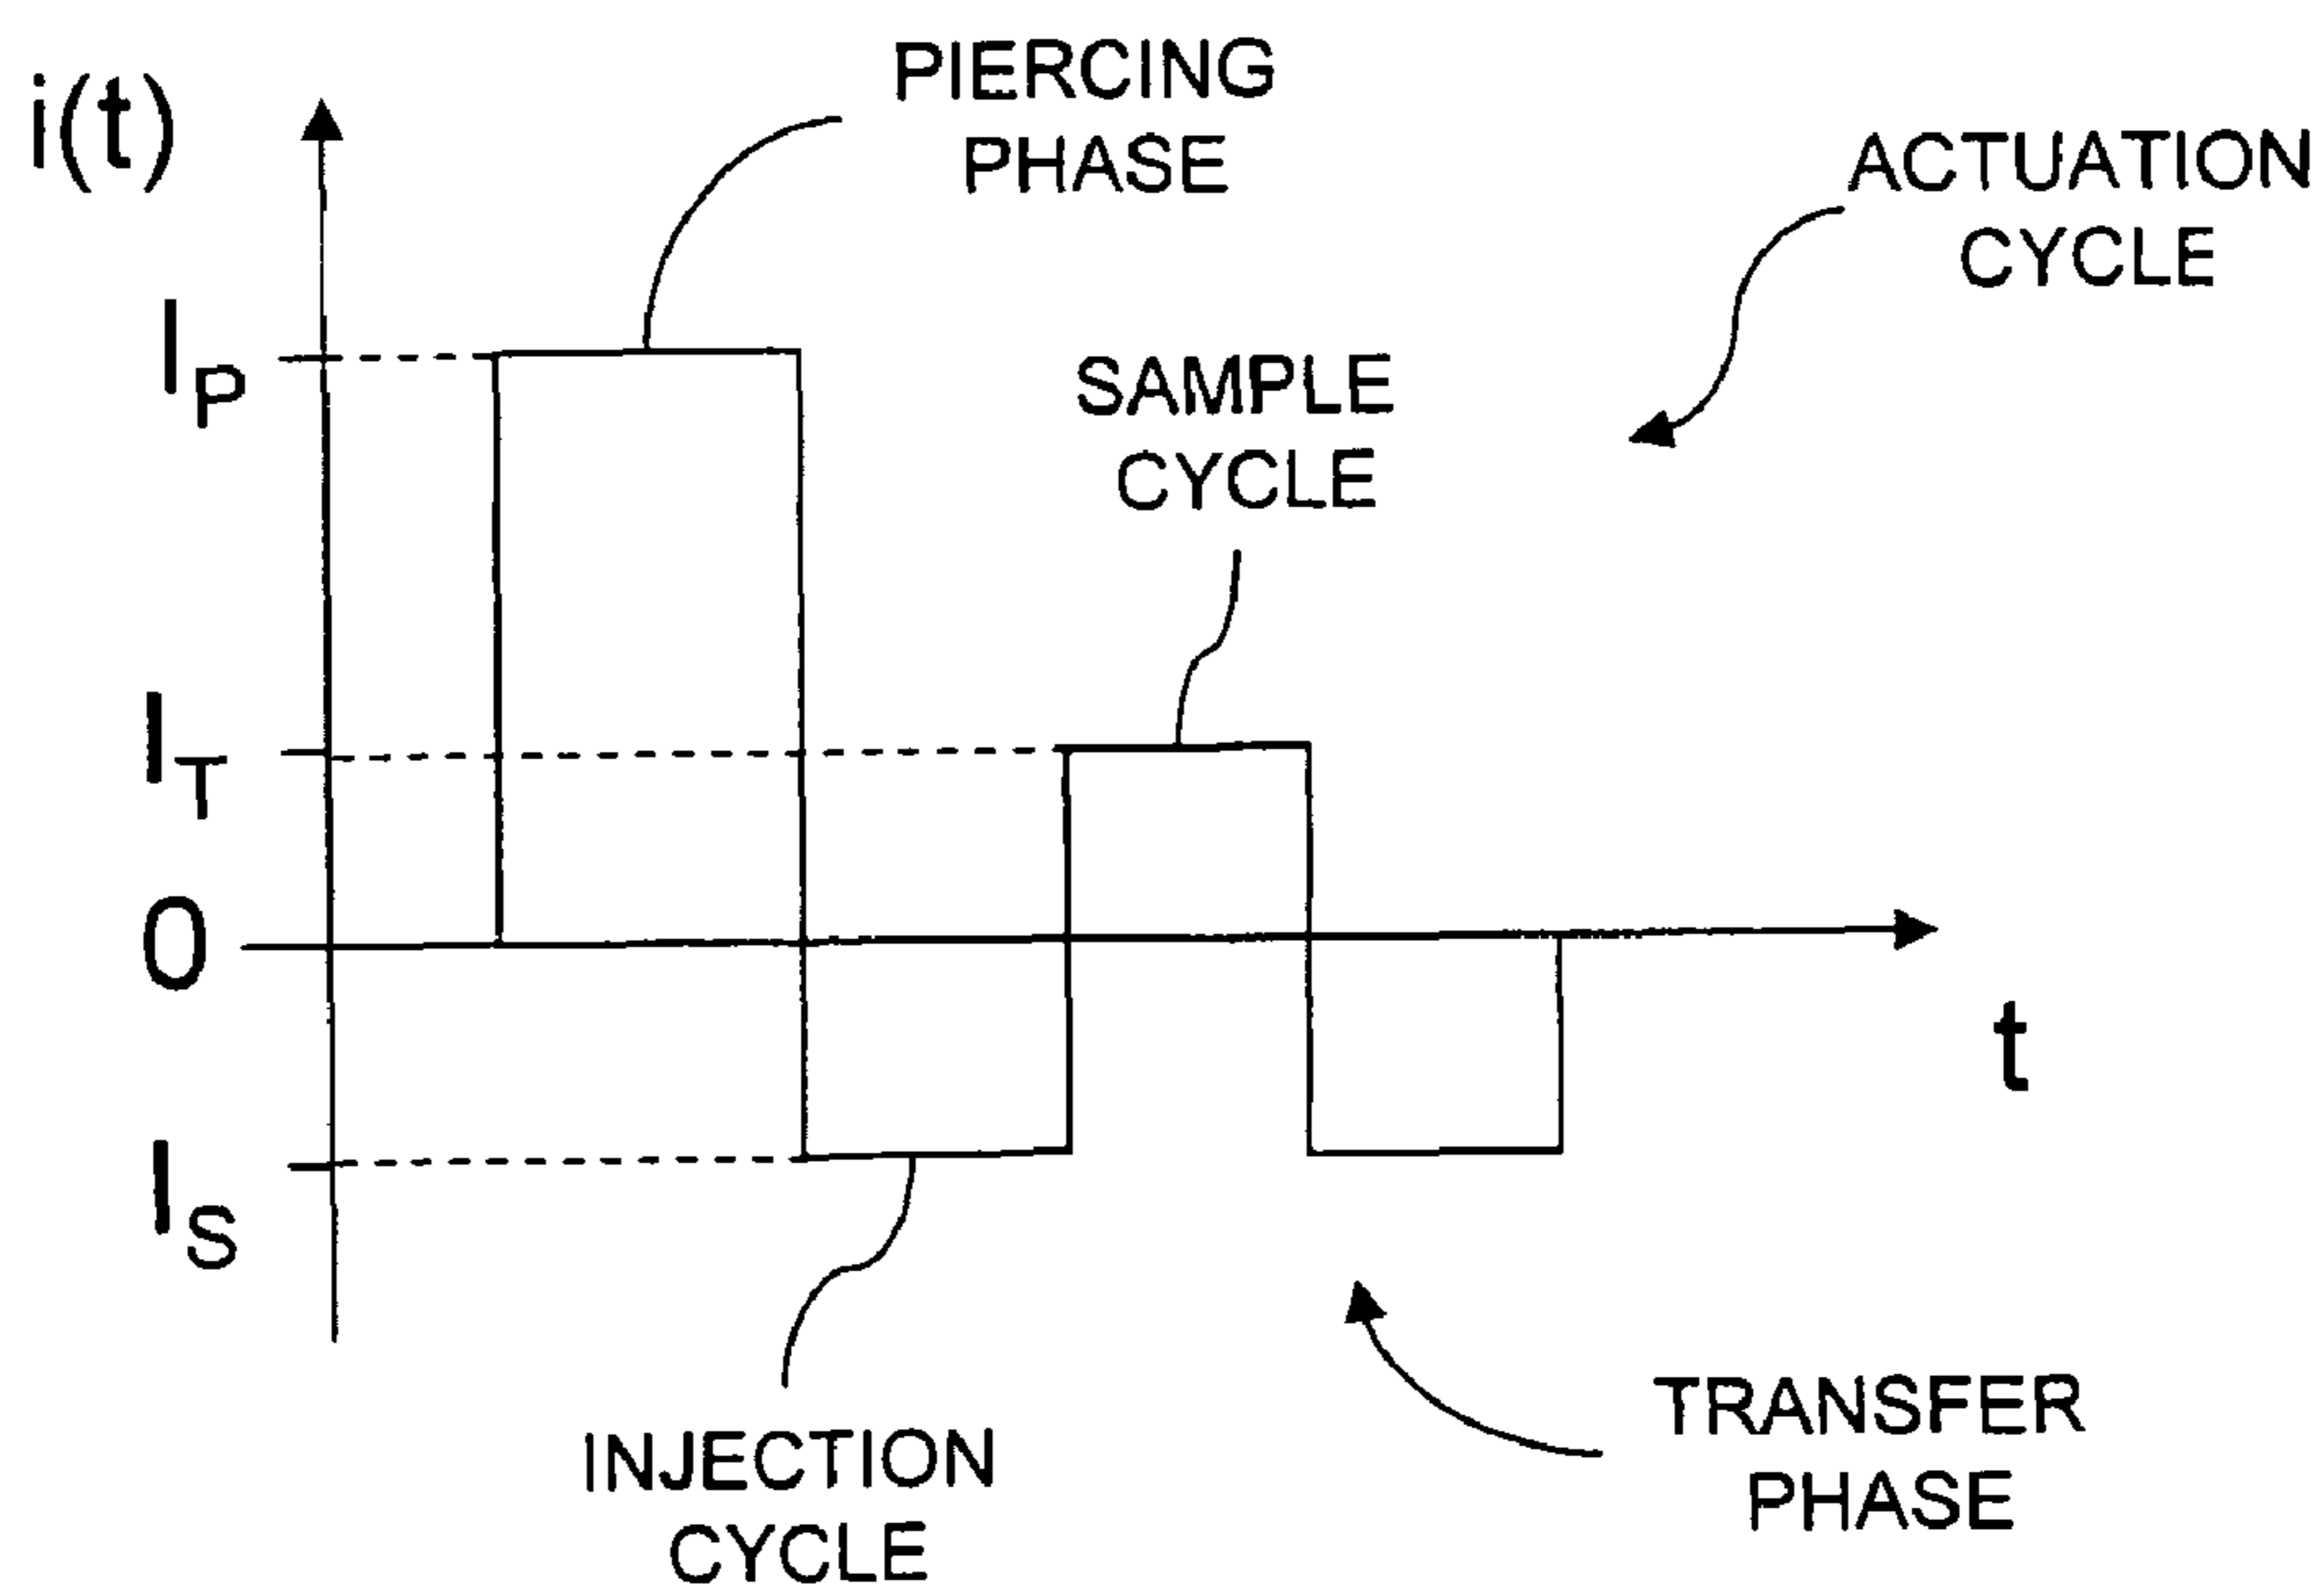 i(t)
PIERCING
PHASE
ACTUATION
CYCLE
I_P
SAMPLE
CYCLE
I_T
0
t
I_S
INJECTION
CYCLE
TRANSFER
PHASE